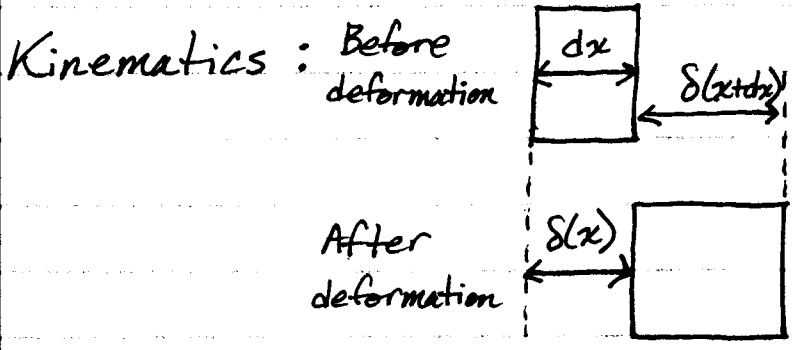 Kinematics : Before
deformation
dx
δ(x+dx)
After
deformation
δ(x)